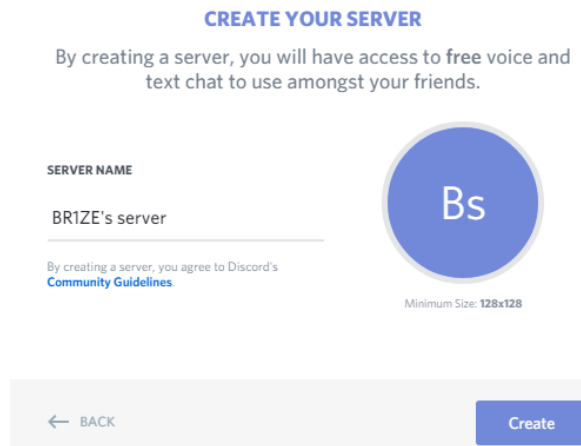 CREATE YOUR SERVER
By creating a server, you will have access to free voice and
text chat to use amongst your friends.
SERVER NAME
BR1ZE's server
By creating a server, you agree to Discord's
Community Guidelines.
Bs
Minimum Size: 128x128
← BACK
Create